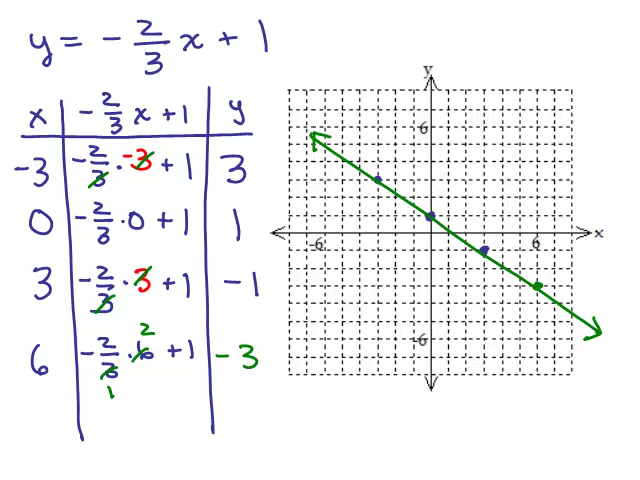 y = -2/3 x + 1
x | -2/3 x + 1 | y
-3 | -2/3 · -3 + 1 | 3
0 | -2/3 · 0 + 1 | 1
3 | -2/3 · 3 + 1 | -1
2
6 | -2/3 · 6 + 1 | -3
1
y
6
-6 6 x
-6